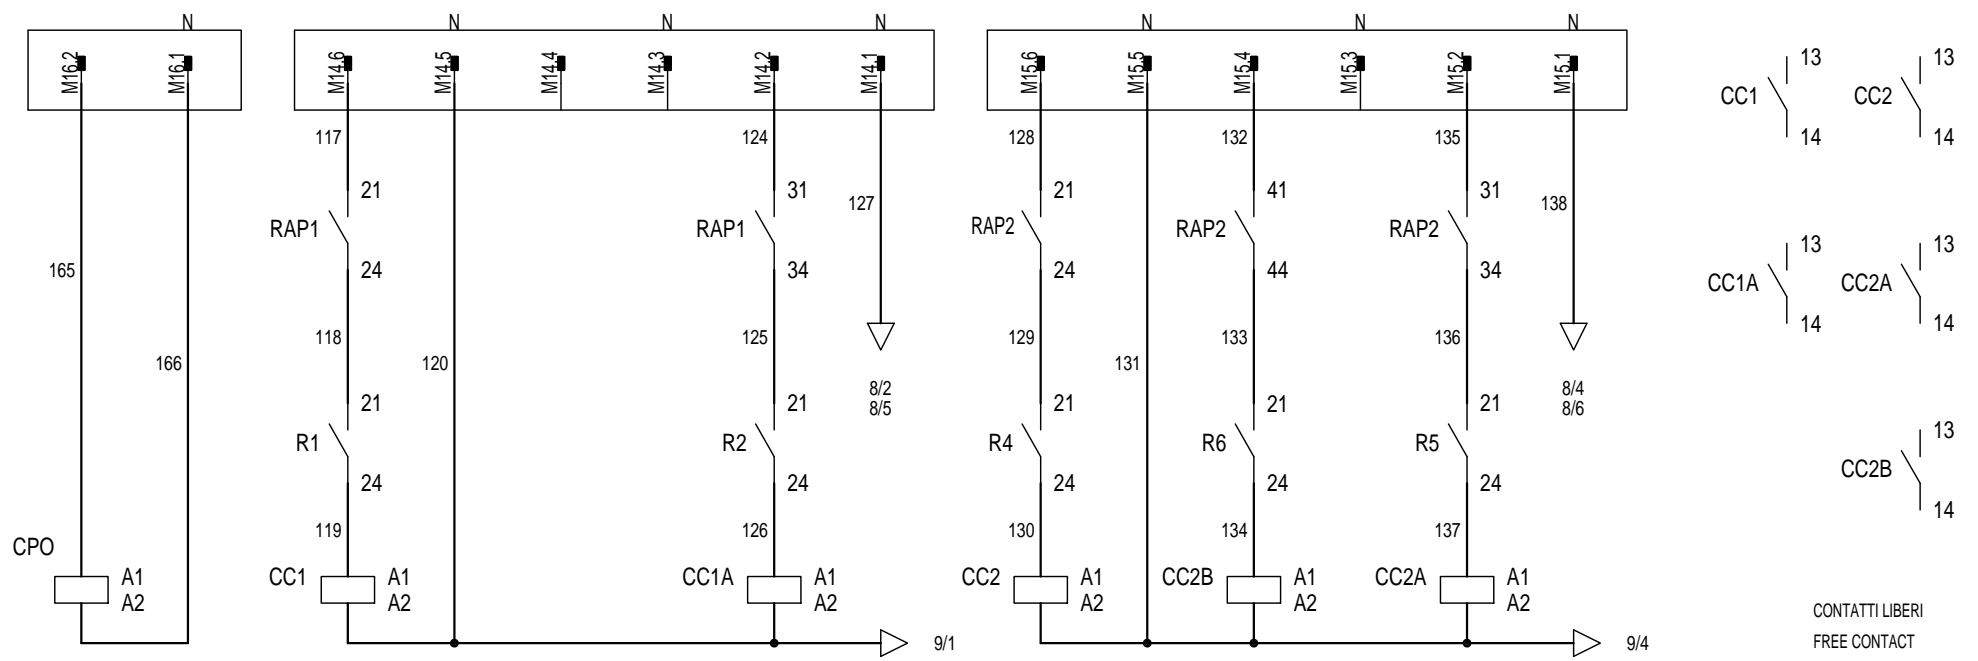 N N N N N N N
M16.2 M16.1 M14.6 M14.5 M14.4 M14.3 M14.2 M14.1 M15.6 M15.5 M15.4 M15.3 M15.2 M15.1
13 13
CC1 CC2
117 124 128 132 135 14 14
21 31 127 21 41 31 138
RAP1 RAP1 RAP2 RAP2 RAP2
13 13
165 24 34 24 44 34
CC1A CC2A
118 125 129 133 136 14 14
166 120 131
8/2 8/4
21 21 8/5 21 21 21 8/6
R1 R2 R4 R6 R5 13
CC2B
24 24 24 24 24
14
119 126 130 134 137
CPO
A1 CC1 A1 CC1A A1 CC2 A1 CC2B A1 CC2A A1
A2 A2 A2 A2 A2 A2
CONTATTI LIBERI
9/1 9/4 FREE CONTACT